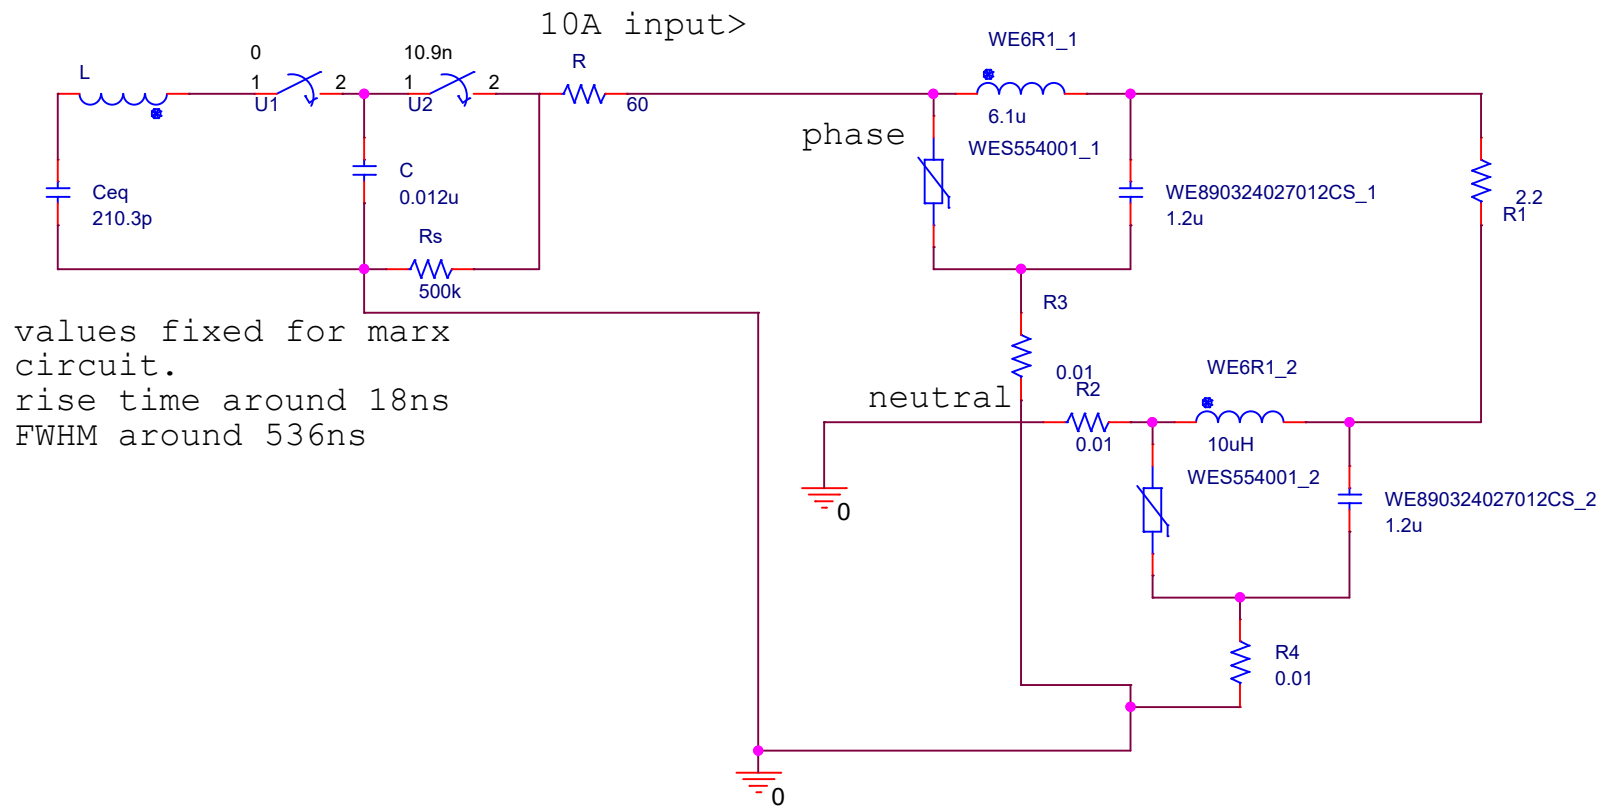 10A input>
L
0
1
2
U1
10.9n
1
2
U2
R
60
Ceq
210.3p
C
0.012u
Rs
500k
values fixed for marx
circuit.
rise time around 18ns
FWHM around 536ns
phase
WE6R1_1
6.1u
WES554001_1
WE890324027012CS_1
1.2u
2.2
R1
R3
0.01
neutral
R2
0.01
0
WE6R1_2
10uH
WES554001_2
WE890324027012CS_2
1.2u
R4
0.01
0